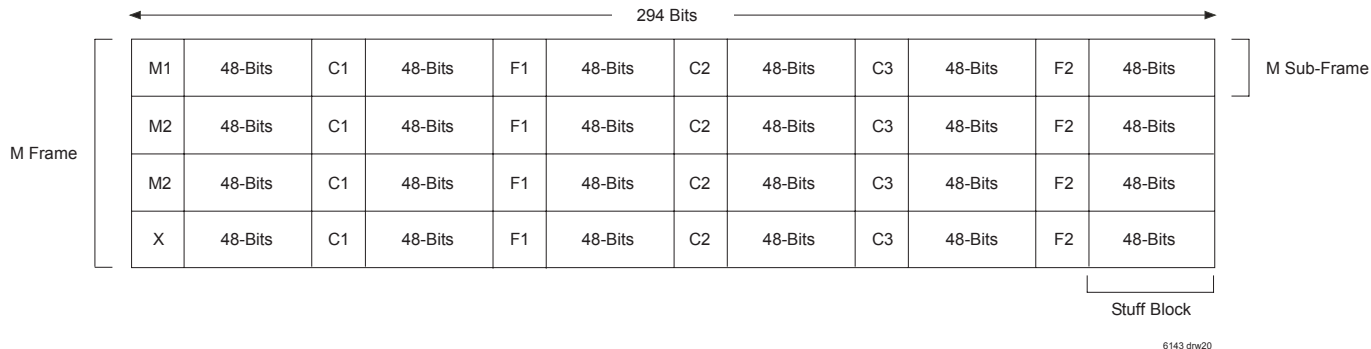 294 Bits
M1 48-Bits C1 48-Bits F1 48-Bits C2 48-Bits C3 48-Bits F2 48-Bits
M Sub-Frame
M2 48-Bits C1 48-Bits F1 48-Bits C2 48-Bits C3 48-Bits F2 48-Bits
M Frame
M2 48-Bits C1 48-Bits F1 48-Bits C2 48-Bits C3 48-Bits F2 48-Bits
X 48-Bits C1 48-Bits F1 48-Bits C2 48-Bits C3 48-Bits F2 48-Bits
Stuff Block
6143 drw20